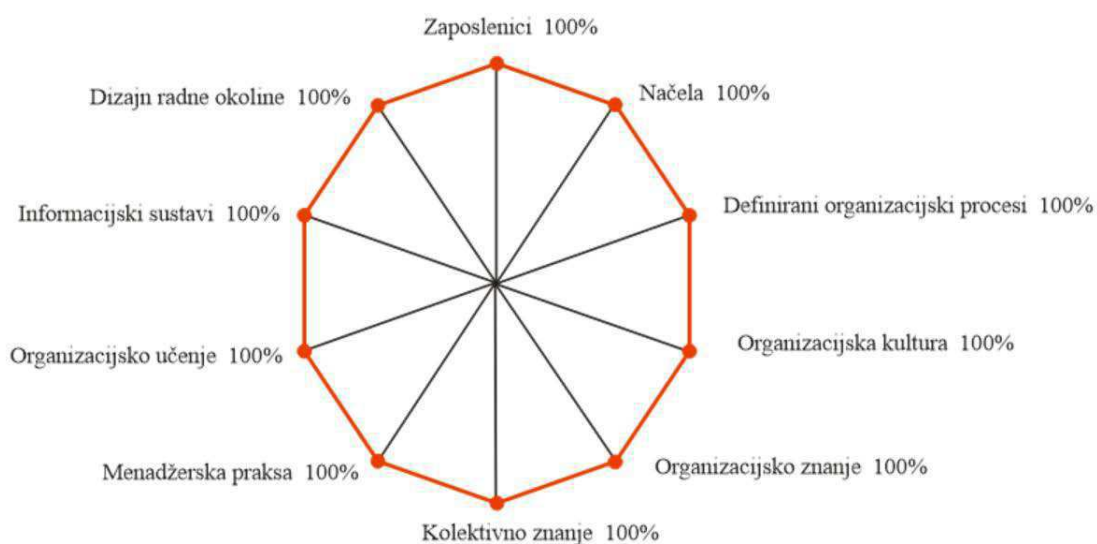 Zaposlenici 100%
Dizajn radne okoline 100%
Načela 100%
Informacijski sustavi 100%
Definirani organizacijski procesi 100%
Organizacijsko učenje 100%
Organizacijska kultura 100%
Menadžerska praksa 100%
Organizacijsko znanje 100%
Kolektivno znanje 100%